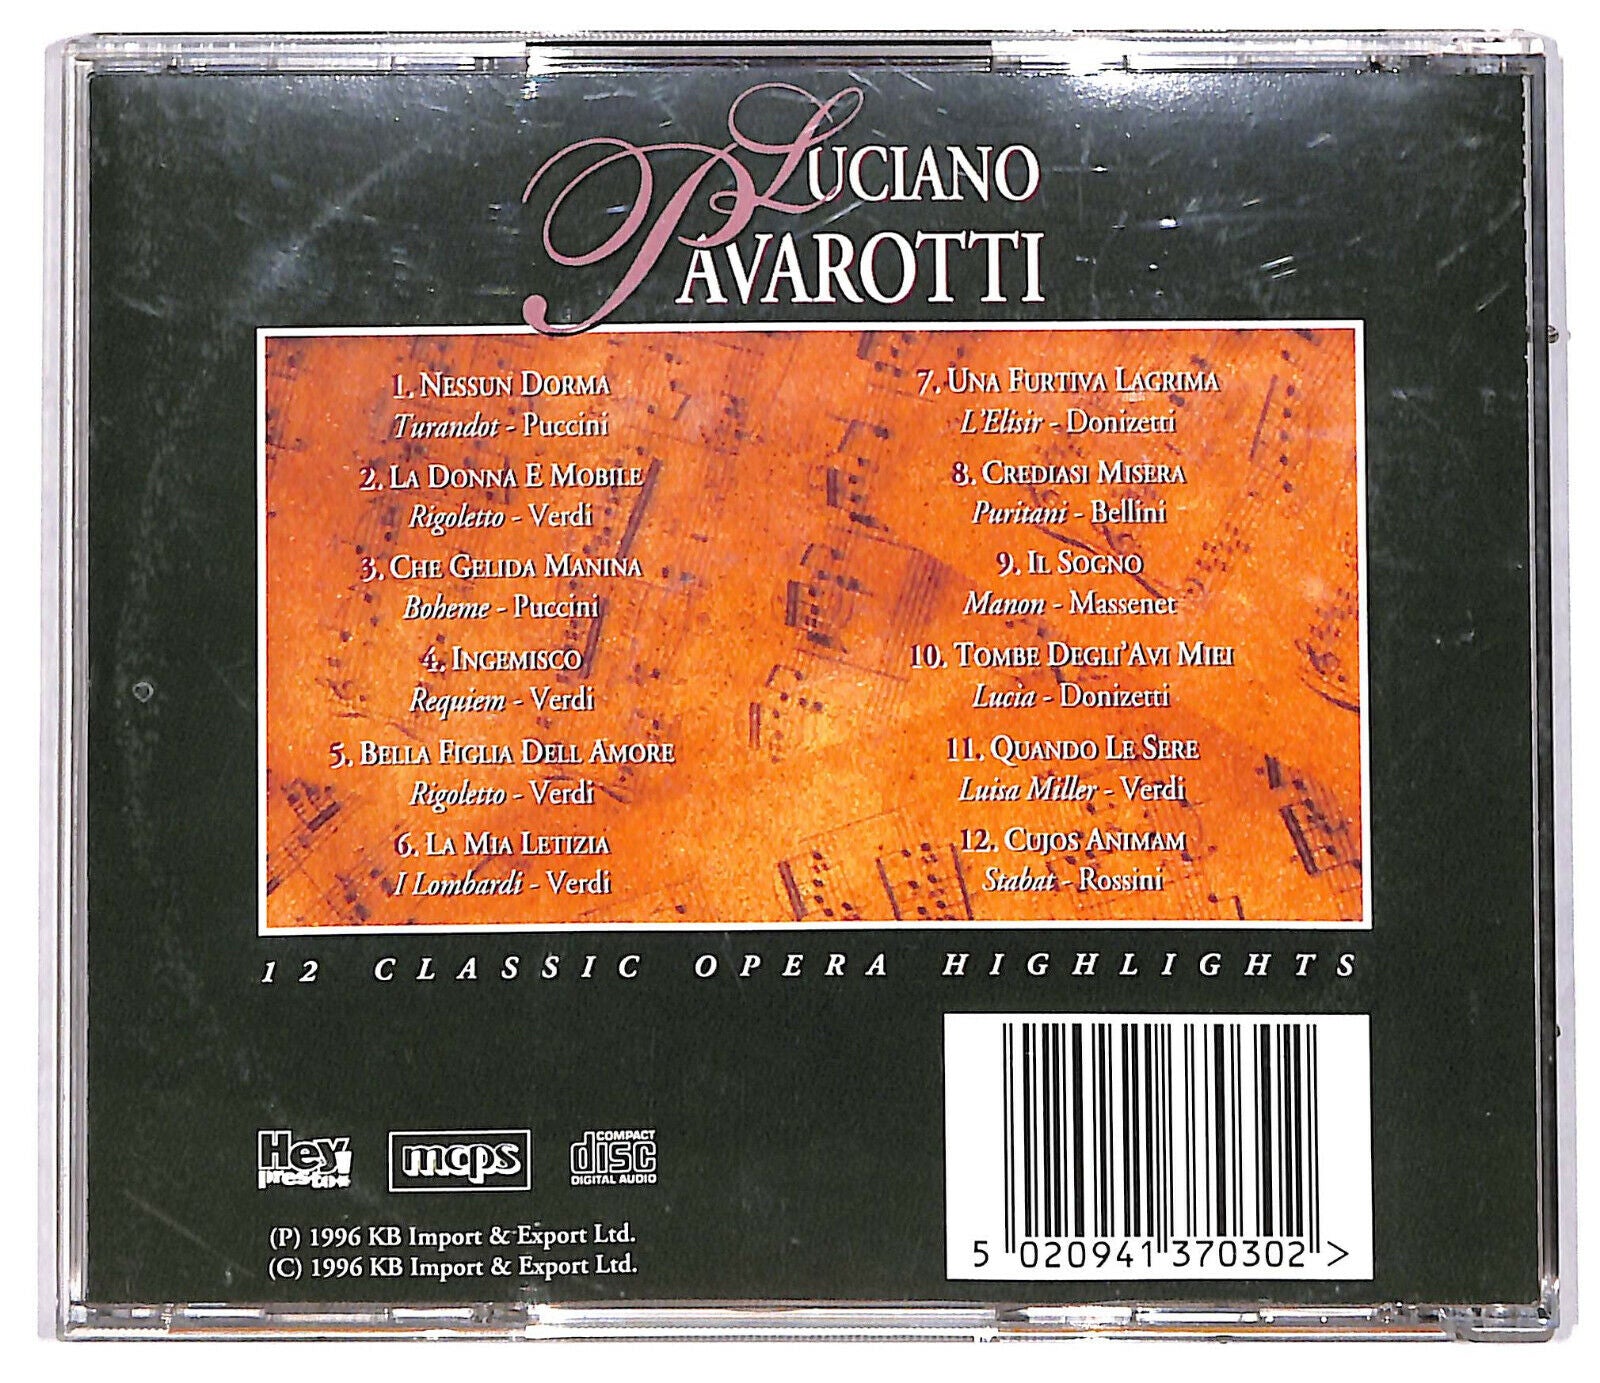 LUCIANO
PAVAROTTI
1. NESSUN DORMA
Turandot - Puccini
2. LA DONNA E MOBILE
Rigoletto - Verdi
3. CHE GELIDA MANINA
Boheme - Puccini
4. INGEMISCO
Requiem - Verdi
5. BELLA FIGLIA DELL AMORE
Rigoletto - Verdi
6. LA MIA LETIZIA
I Lombardi - Verdi
7. UNA FURTIVA LAGRIMA
L'Elisir - Donizetti
8. CREDIASI MISERA
Puritani - Bellini
9. IL SOGNO
Manon - Massenet
10. TOMBE DEGLI'AVI MIEI
Lucia - Donizetti
11. QUANDO LE SERE
Luisa Miller - Verdi
12. CUJOS ANIMAM
Stabat - Rossini
12 CLASSIC OPERA HIGHLIGHTS
Hey
presto!
mcps
COMPACT
disc
DIGITAL AUDIO
(P) 1996 KB Import & Export Ltd.
(C) 1996 KB Import & Export Ltd.
5 020941 370302 >